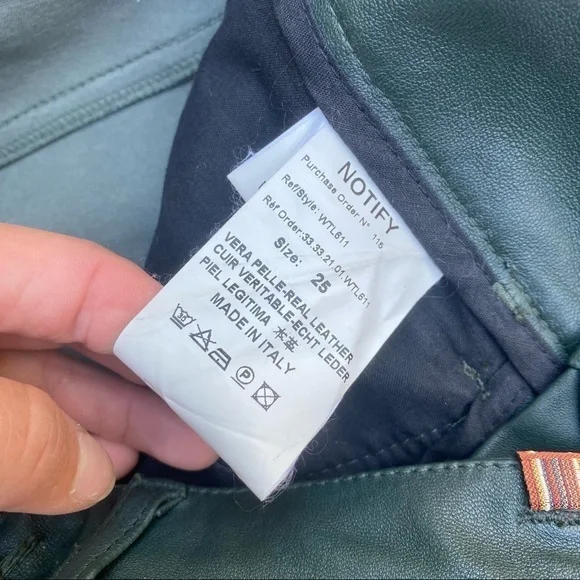 NOTIFY
Purchase Order N° 115
Ref/Style: WTL611
Réf Order:33.33.21.01.WTL611
Size: 25
VERA PELLE-REAL LEATHER
CUIR VERITABLE-ECHT LEDER
PIEL LEGITIMA 本革
MADE IN ITALY
P